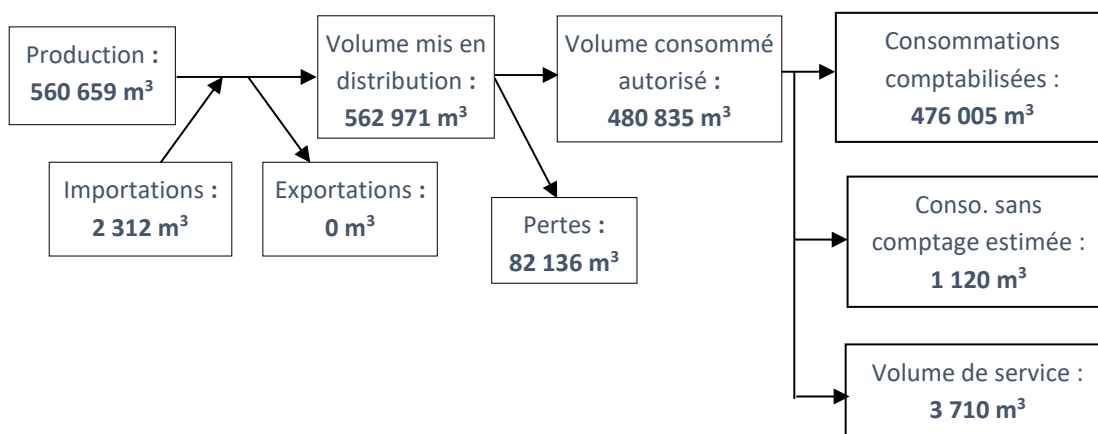 Production :
560 659 m³
Volume mis en
distribution :
562 971 m³
Volume consommé
autorisé :
480 835 m³
Consommations
comptabilisées :
476 005 m³
Importations :
2 312 m³
Exportations :
0 m³
Pertes :
82 136 m³
Conso. sans
comptage estimée :
1 120 m³
Volume de service :
3 710 m³